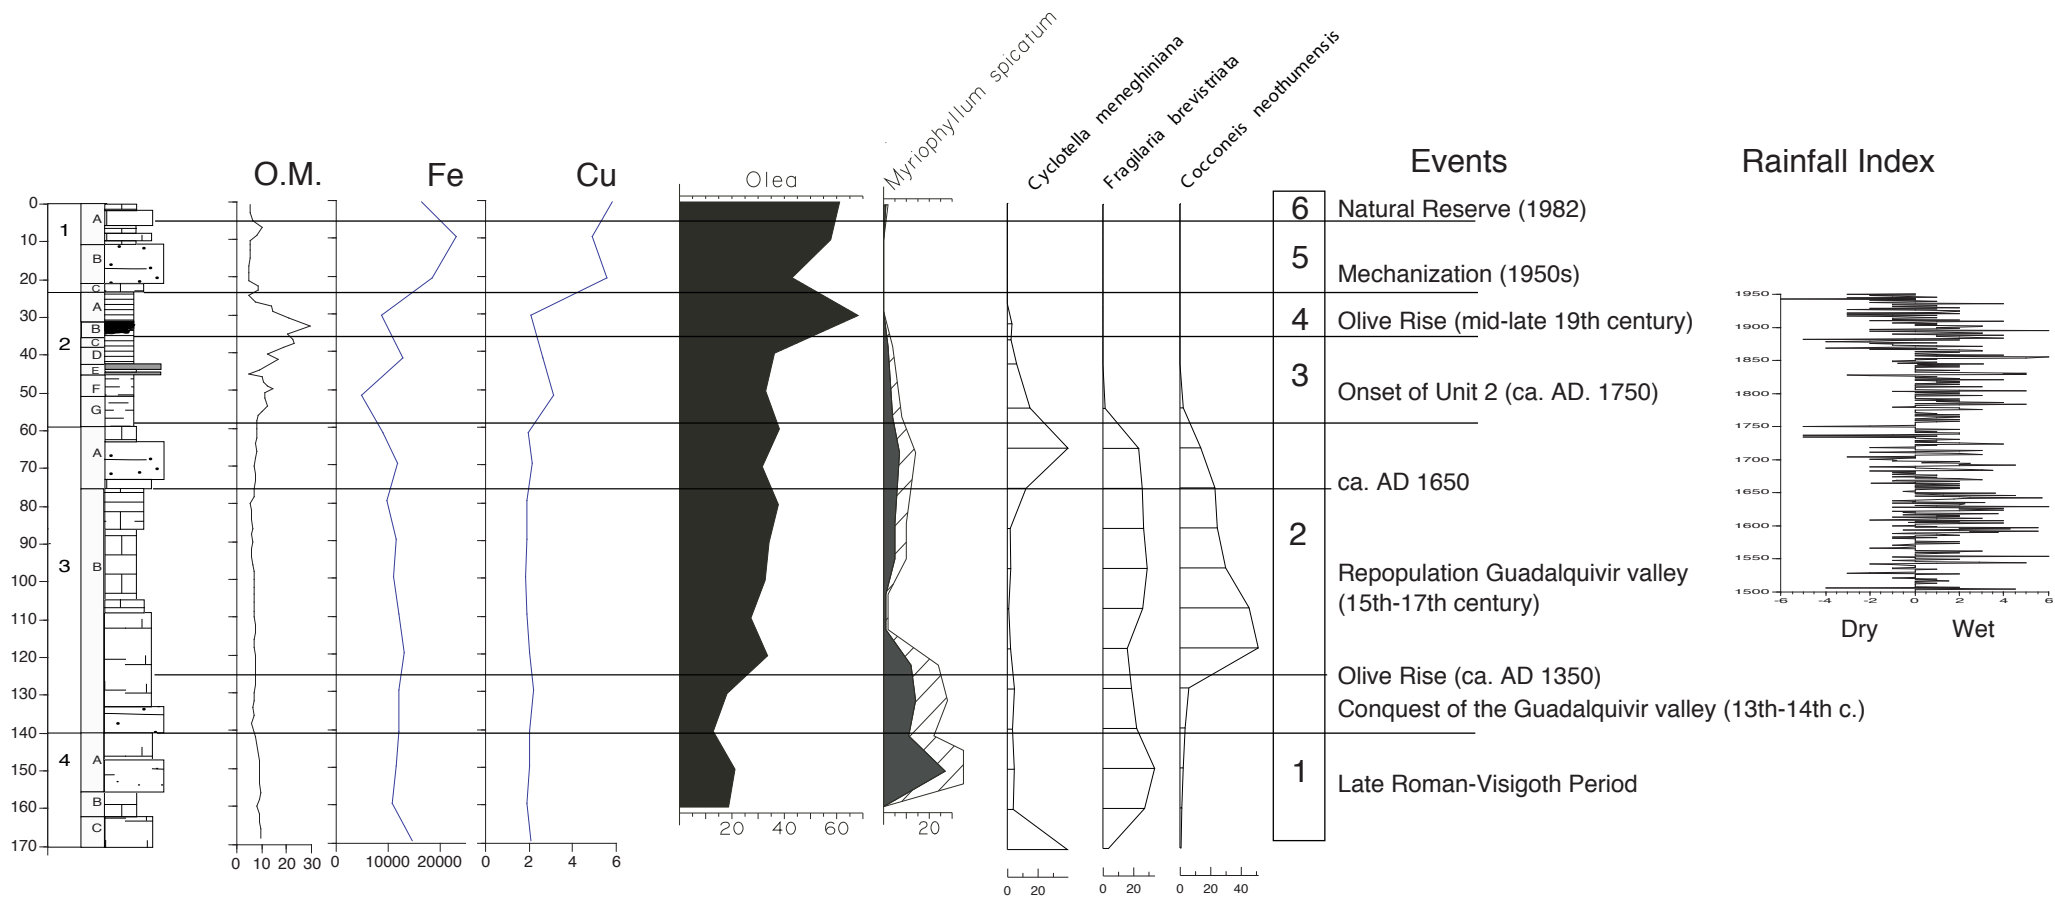 Events
Rainfall Index
O.M.
Fe
Cu
Olea
Myriophyllum spicatum
Cyclotella meneghiniana
Fragilaria brevistriata
Cocconeis neothumensis
0
10
20
30
40
50
60
70
80
90
100
110
120
130
140
150
160
170
1
A
B
C
2
A
B
C
D
E
F
G
3
A
B
4
A
B
C
0 10 20 30
0 10000 20000
0 2 4 6
20 40 60
20
0 20
0 20
0 20 40
6 Natural Reserve (1982)
5
Mechanization (1950s)
4 Olive Rise (mid-late 19th century)
3
Onset of Unit 2 (ca. AD. 1750)
ca. AD 1650
2
Repopulation Guadalquivir valley
(15th-17th century)
Olive Rise (ca. AD 1350)
Conquest of the Guadalquivir valley (13th-14th c.)
1
Late Roman-Visigoth Period
1950
1900
1850
1800
1750
1700
1650
1600
1550
1500
-6 -4 -2 0 2 4 6
Dry Wet